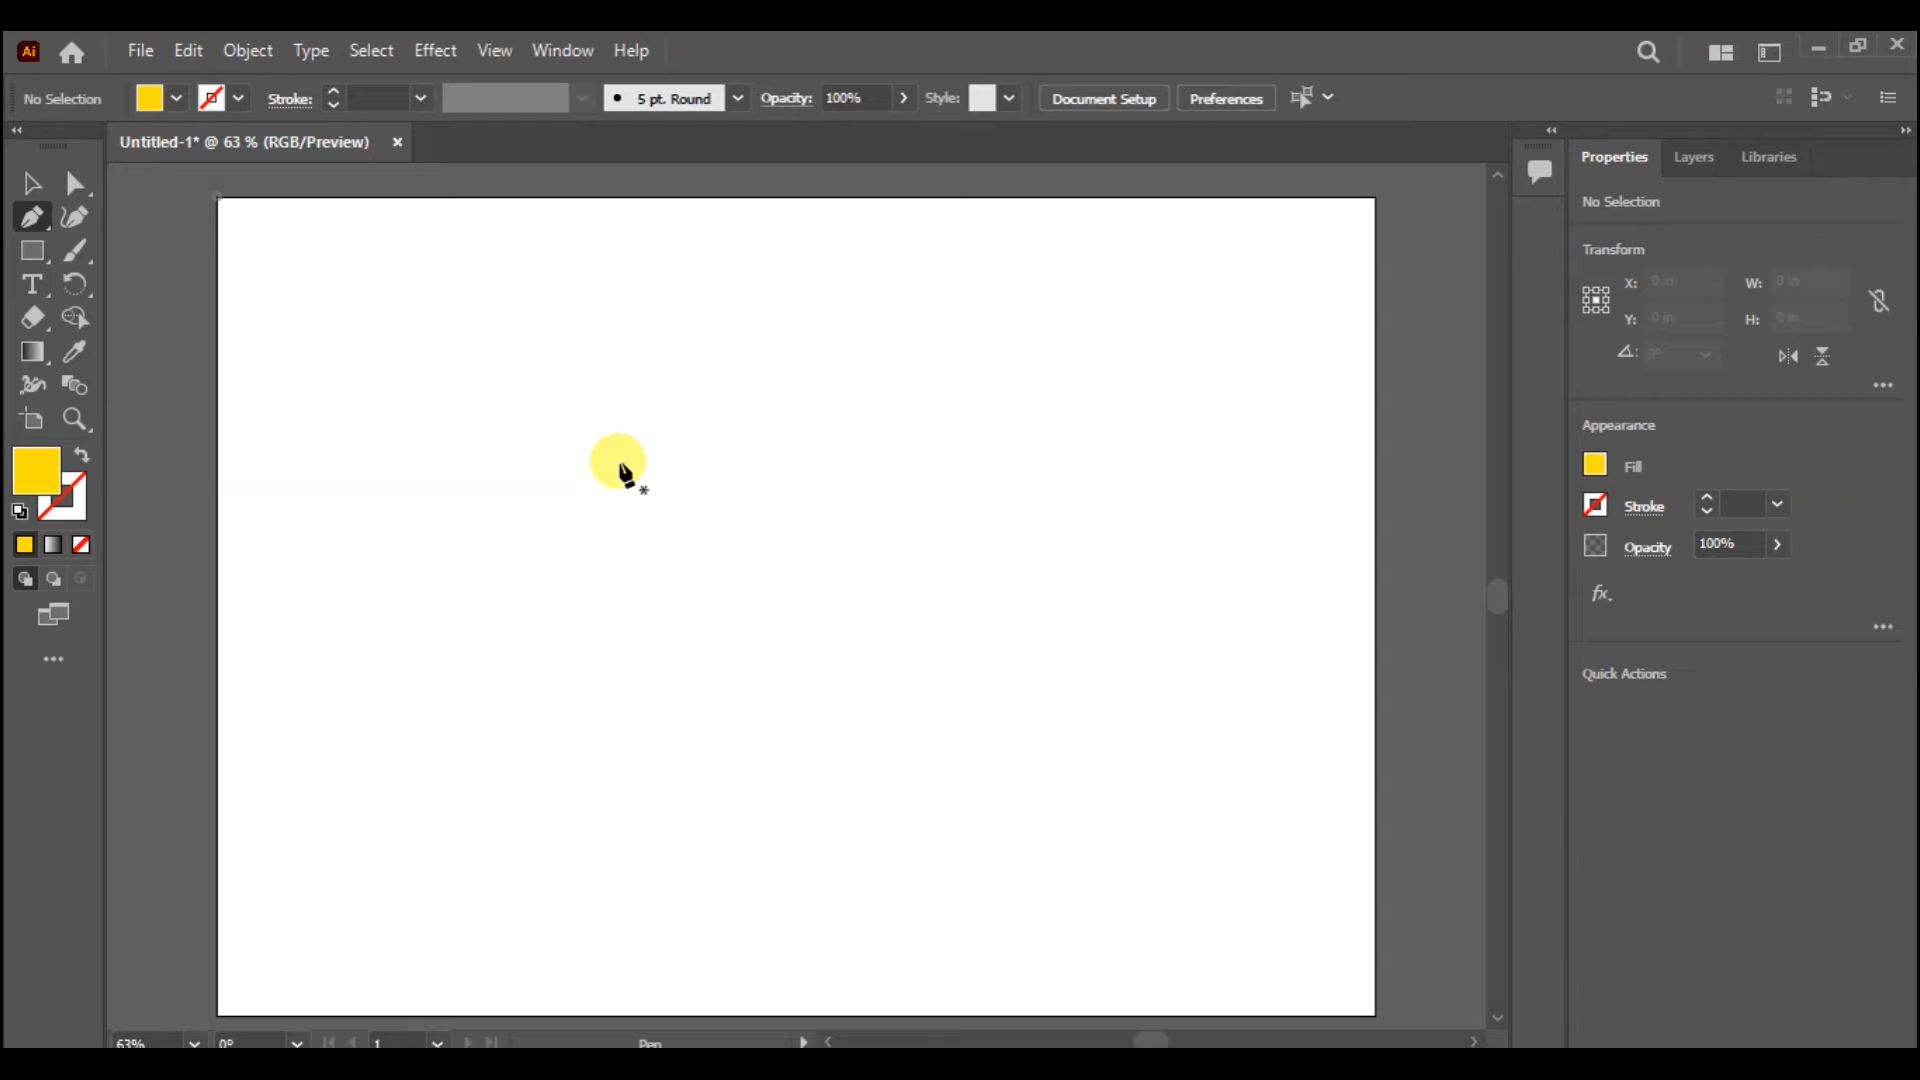 Ai File Edit Object Type Select Effect View Window Help
No Selection Stroke: 5 pt. Round Opacity: 100% Style: Document Setup Preferences
Untitled-1* @ 63 % (RGB/Preview) ×
Properties Layers Libraries
No Selection
Transform
X: 0 in W: 0 in
Y: 0 in H: 0 in
0°
Appearance
Fill
Stroke
Opacity 100%
fx
Quick Actions
63% 0° 1 Pen